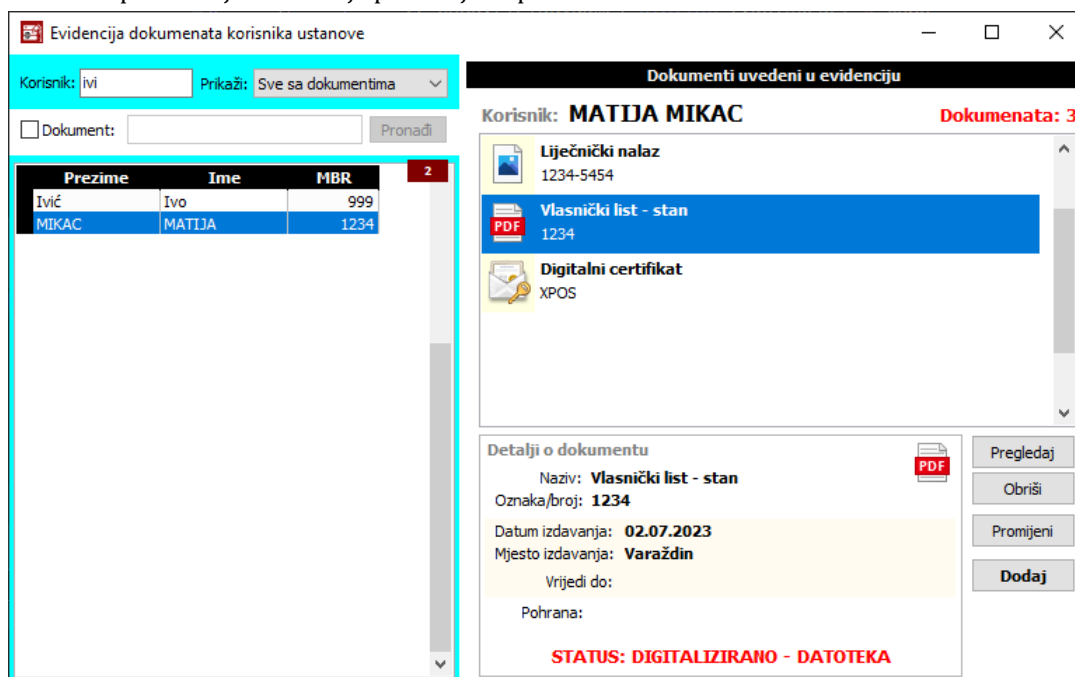 Evidencija dokumenata korisnika ustanove
Korisnik: ivi Prikaži: Sve sa dokumentima
Dokument: Pronađi
2
Prezime Ime MBR
Ivić Ivo 999
MIKAC MATIJA 1234
Dokumenti uvedeni u evidenciju
Korisnik: MATIJA MIKAC Dokumenata: 3
Liječnički nalaz
1234-5454
Vlasnički list - stan
PDF
1234
Digitalni certifikat
XPOS
Detalji o dokumentu
PDF
Naziv: Vlasnički list - stan
Oznaka/broj: 1234
Datum izdavanja: 02.07.2023
Mjesto izdavanja: Varaždin
Vrijedi do:
Pohrana:
STATUS: DIGITALIZIRANO - DATOTEKA
Pregledaj
Obriši
Promijeni
Dodaj